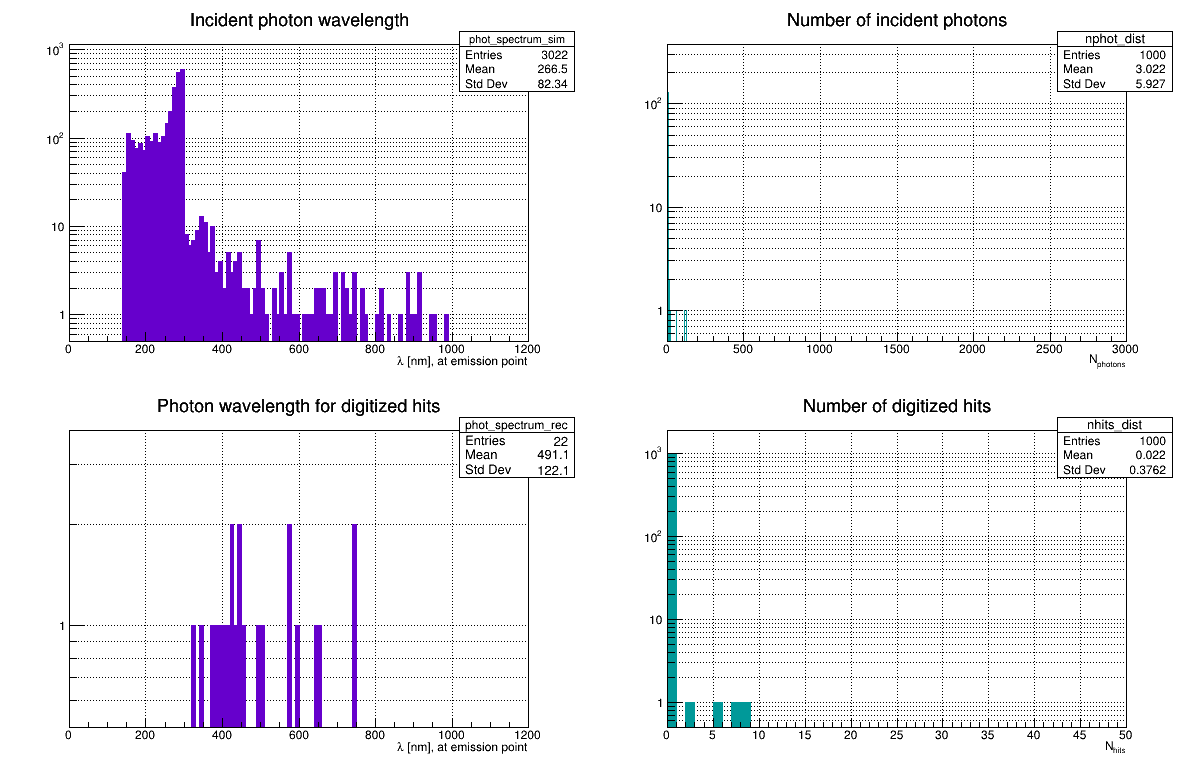 Incident photon wavelength
phot_spectrum_sim
Entries 3022
Mean 266.5
Std Dev 82.34
10³
10²
10
1
0 200 400 600 800 1000 1200
λ [nm], at emission point
Number of incident photons
nphot_dist
Entries 1000
Mean 3.022
Std Dev 5.927
10²
10
1
0 500 1000 1500 2000 2500 3000
Nphotons
Photon wavelength for digitized hits
phot_spectrum_rec
Entries 22
Mean 491.1
Std Dev 122.1
1
0 200 400 600 800 1000 1200
λ [nm], at emission point
Number of digitized hits
nhits_dist
Entries 1000
Mean 0.022
Std Dev 0.3762
10³
10²
10
1
0 5 10 15 20 25 30 35 40 45 50
Nhits